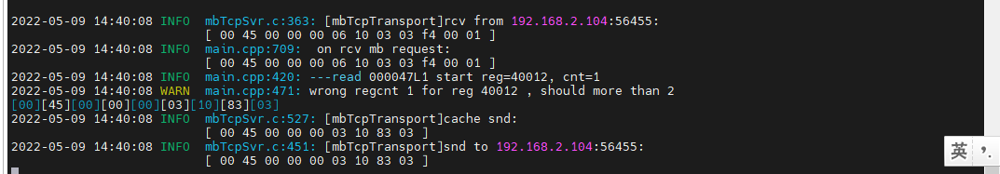 2022-05-09 14:40:08 INFO  mbTcpSvr.c:363: [mbTcpTransport]rcv from 192.168.2.104:56455:
[ 00 45 00 00 00 06 10 03 03 f4 00 01 ]
2022-05-09 14:40:08 INFO  main.cpp:709:  on rcv mb request:
[ 00 45 00 00 00 06 10 03 03 f4 00 01 ]
2022-05-09 14:40:08 INFO  main.cpp:420: ---read 000047L1 start reg=40012, cnt=1
2022-05-09 14:40:08 WARN  main.cpp:471: wrong regcnt 1 for reg 40012 , should more than 2
[00][45][00][00][00][03][10][83][03]
2022-05-09 14:40:08 INFO  mbTcpSvr.c:527: [mbTcpTransport]cache snd:
[ 00 45 00 00 00 03 10 83 03 ]
2022-05-09 14:40:08 INFO  mbTcpSvr.c:451: [mbTcpTransport]snd to 192.168.2.104:56455:
[ 00 45 00 00 00 03 10 83 03 ]
英 ’,